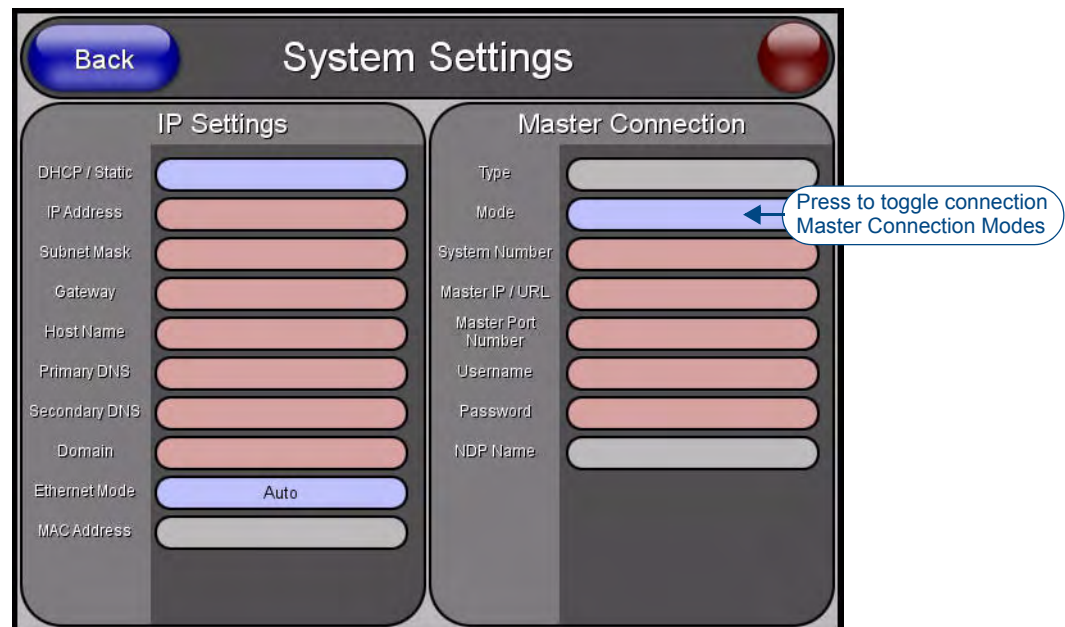 Back
System Settings
IP Settings
DHCP / Static
IP Address
Subnet Mask
Gateway
Host Name
Primary DNS
Secondary DNS
Domain
Ethernet Mode
Auto
MAC Address
Master Connection
Type
Mode
Press to toggle connection
Master Connection Modes
System Number
Master IP / URL
Master Port
Number
Username
Password
NDP Name